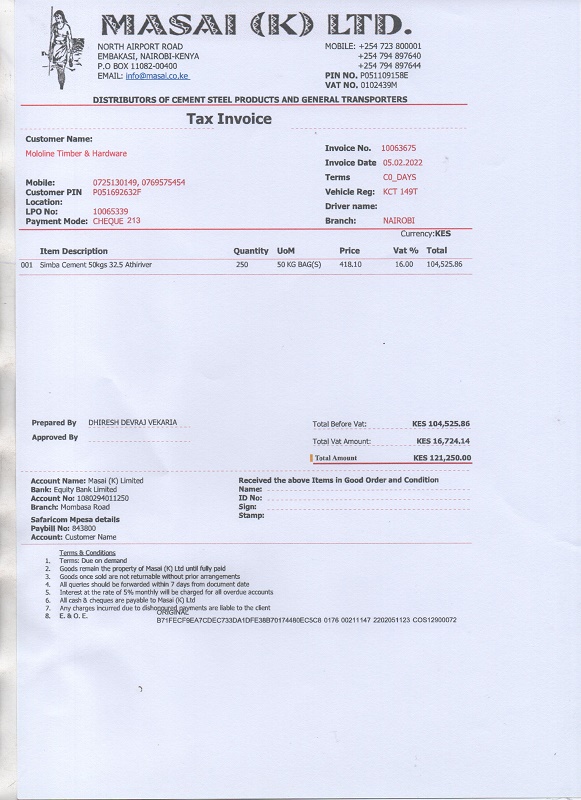 MASAI (K) LTD.
NORTH AIRPORT ROAD
EMBAKASI, NAIROBI-KENYA
P.O BOX 11082-00400
EMAIL: info@masai.co.ke
MOBILE: +254 723 800001
+254 794 897640
+254 794 897644
PIN NO. P051109158E
VAT NO. 0102439M
DISTRIBUTORS OF CEMENT STEEL PRODUCTS AND GENERAL TRANSPORTERS
Tax Invoice
Customer Name:
Mololine Timber & Hardware
Mobile: 0725130149, 0769575454
Customer PIN P051692632F
Location:
LPO No: 10065339
Payment Mode: CHEQUE 213
Invoice No. 10063675
Invoice Date 05.02.2022
Terms C0_DAYS
Vehicle Reg: KCT 149T
Driver name:
Branch: NAIROBI
Currency:KES
Item Description Quantity UoM Price Vat % Total
001 Simba Cement 50kgs 32.5 Athiriver 250 50 KG BAG(S) 418.10 16.00 104,525.86
Prepared By DHIRESH DEVRAJ VEKARIA
Approved By
Total Before Vat: KES 104,525.86
Total Vat Amount: KES 16,724.14
Total Amount KES 121,250.00
Account Name: Masai (K) Limited
Bank: Equity Bank Limited
Account No: 1080294011250
Branch: Mombasa Road
Safaricom Mpesa details
Paybill No: 843800
Account: Customer Name
Received the above Items in Good Order and Condition
Name:
ID No:
Sign:
Stamp:
Terms & Conditions
1. Terms: Due on demand
2. Goods remain the property of Masai (K) Ltd until fully paid
3. Goods once sold are not returnable without prior arrangements
4. All queries should be forwarded within 7 days from document date
5. Interest at the rate of 5% monthly will be charged for all overdue accounts
6. All cash & cheques are payable to Masai (K) Ltd
7. Any charges incurred due to dishonoured payments are liable to the client
8. E. & O. E.
ORIGINAL
B71FECF9EA7CDEC733DA1DFE38B70174480EC5C8 0176 00211147 2202051123 COS12900072